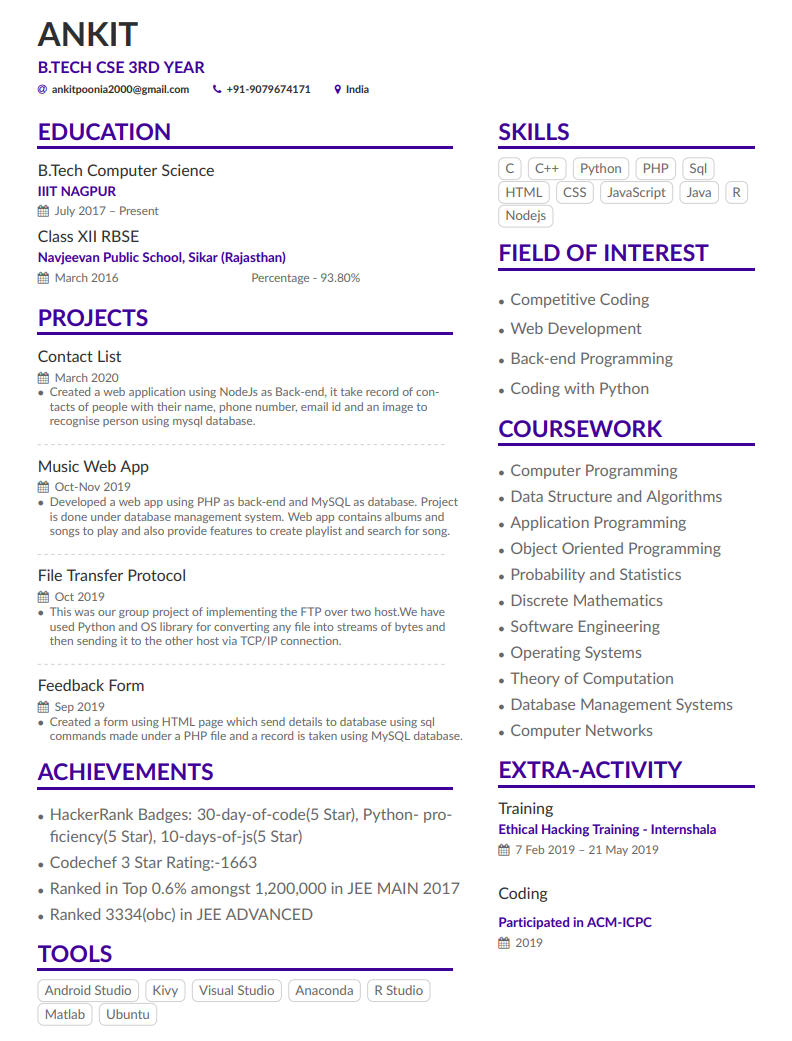 ANKIT
B.TECH CSE 3RD YEAR
@ ankitpoonia2000@gmail.com +91-9079674171 India
EDUCATION
B.Tech Computer Science
IIIT NAGPUR
July 2017 – Present
Class XII RBSE
Navjeevan Public School, Sikar (Rajasthan)
March 2016 Percentage - 93.80%
PROJECTS
Contact List
March 2020
• Created a web application using NodeJs as Back-end, it take record of con-
tacts of people with their name, phone number, email id and an image to
recognise person using mysql database.
Music Web App
Oct-Nov 2019
• Developed a web app using PHP as back-end and MySQL as database. Project
is done under database management system. Web app contains albums and
songs to play and also provide features to create playlist and search for song.
File Transfer Protocol
Oct 2019
• This was our group project of implementing the FTP over two host.We have
used Python and OS library for converting any file into streams of bytes and
then sending it to the other host via TCP/IP connection.
Feedback Form
Sep 2019
• Created a form using HTML page which send details to database using sql
commands made under a PHP file and a record is taken using MySQL database.
ACHIEVEMENTS
• HackerRank Badges: 30-day-of-code(5 Star), Python- pro-
ficiency(5 Star), 10-days-of-js(5 Star)
• Codechef 3 Star Rating:-1663
• Ranked in Top 0.6% amongst 1,200,000 in JEE MAIN 2017
• Ranked 3334(obc) in JEE ADVANCED
TOOLS
Android Studio Kivy Visual Studio Anaconda R Studio
Matlab Ubuntu
SKILLS
C C++ Python PHP Sql
HTML CSS JavaScript Java R
Nodejs
FIELD OF INTEREST
• Competitive Coding
• Web Development
• Back-end Programming
• Coding with Python
COURSEWORK
• Computer Programming
• Data Structure and Algorithms
• Application Programming
• Object Oriented Programming
• Probability and Statistics
• Discrete Mathematics
• Software Engineering
• Operating Systems
• Theory of Computation
• Database Management Systems
• Computer Networks
EXTRA-ACTIVITY
Training
Ethical Hacking Training - Internshala
7 Feb 2019 – 21 May 2019
Coding
Participated in ACM-ICPC
2019